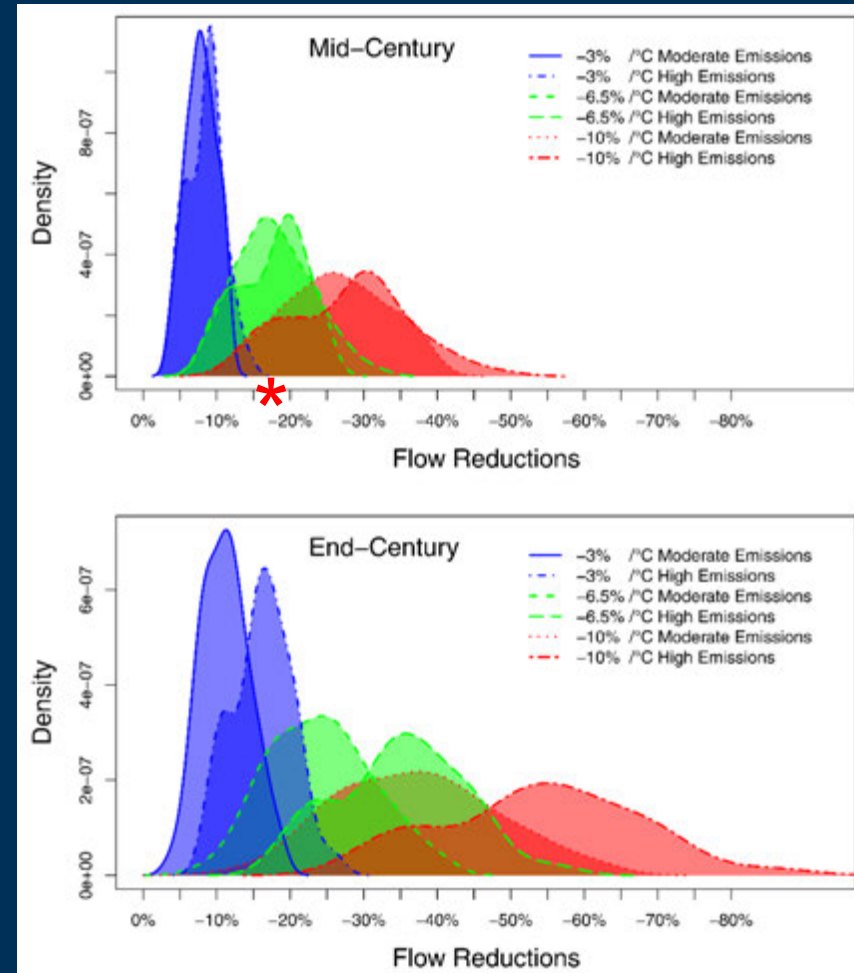 Mid−Century
−3% /°C Moderate Emissions
−3% /°C High Emissions
−6.5% /°C Moderate Emissions
−6.5% /°C High Emissions
−10% /°C Moderate Emissions
−10% /°C High Emissions
Density
8e−07
4e−07
0e+00
*
0% −10% −20% −30% −40% −50% −60% −70% −80%
Flow Reductions
End−Century
−3% /°C Moderate Emissions
−3% /°C High Emissions
−6.5% /°C Moderate Emissions
−6.5% /°C High Emissions
−10% /°C Moderate Emissions
−10% /°C High Emissions
Density
6e−07
4e−07
2e−07
0e+00
0% −10% −20% −30% −40% −50% −60% −70% −80%
Flow Reductions